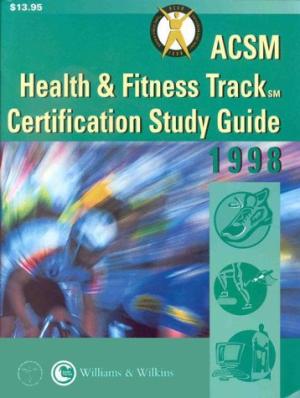 $13.95
ACSM
Health & Fitness Track SM
Certification Study Guide
1998
Williams & Wilkins